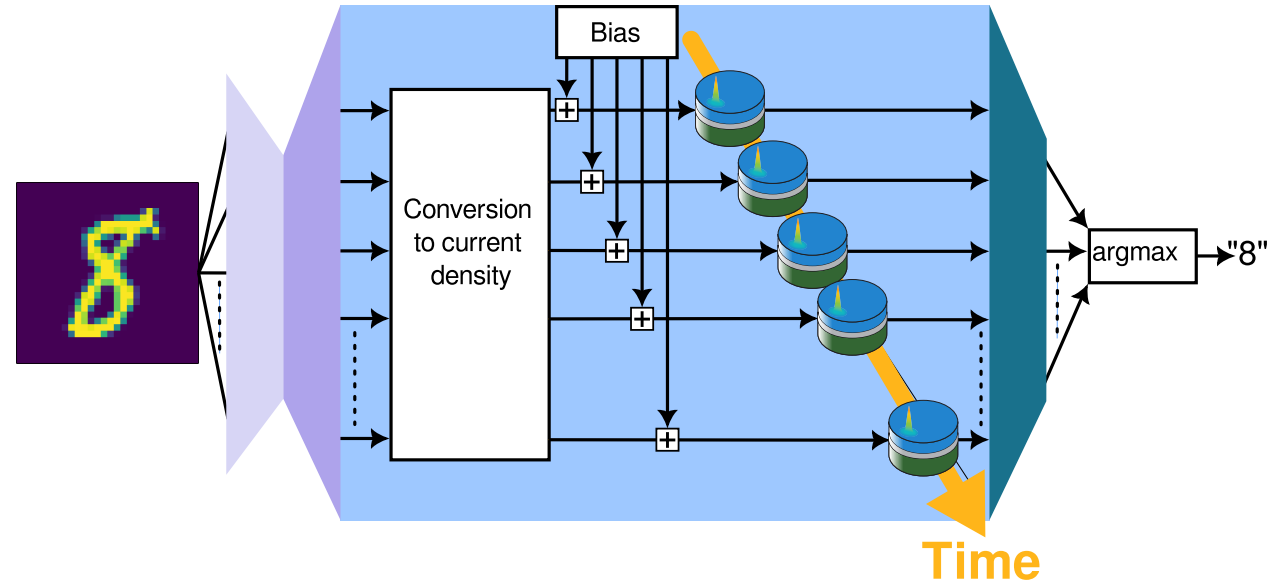 Bias
+
+
Conversion
to current
density
+
argmax
"8"
+
+
Time